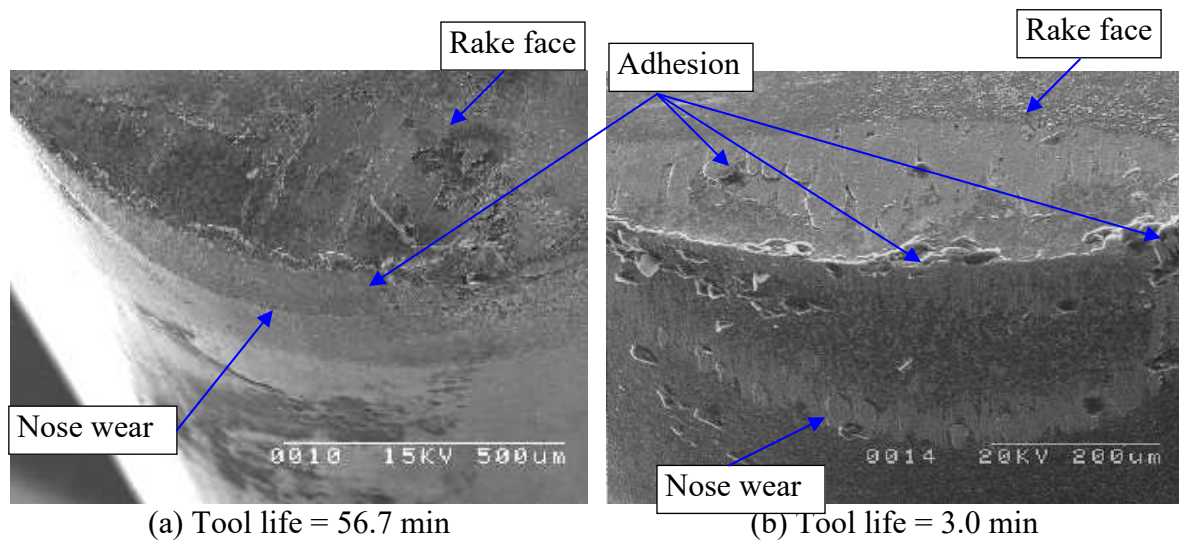 Rake face
Rake face
Adhesion
Nose wear
0010 15KV 500um
0014 20KV 200um
Nose wear
(a) Tool life = 56.7 min
(b) Tool life = 3.0 min